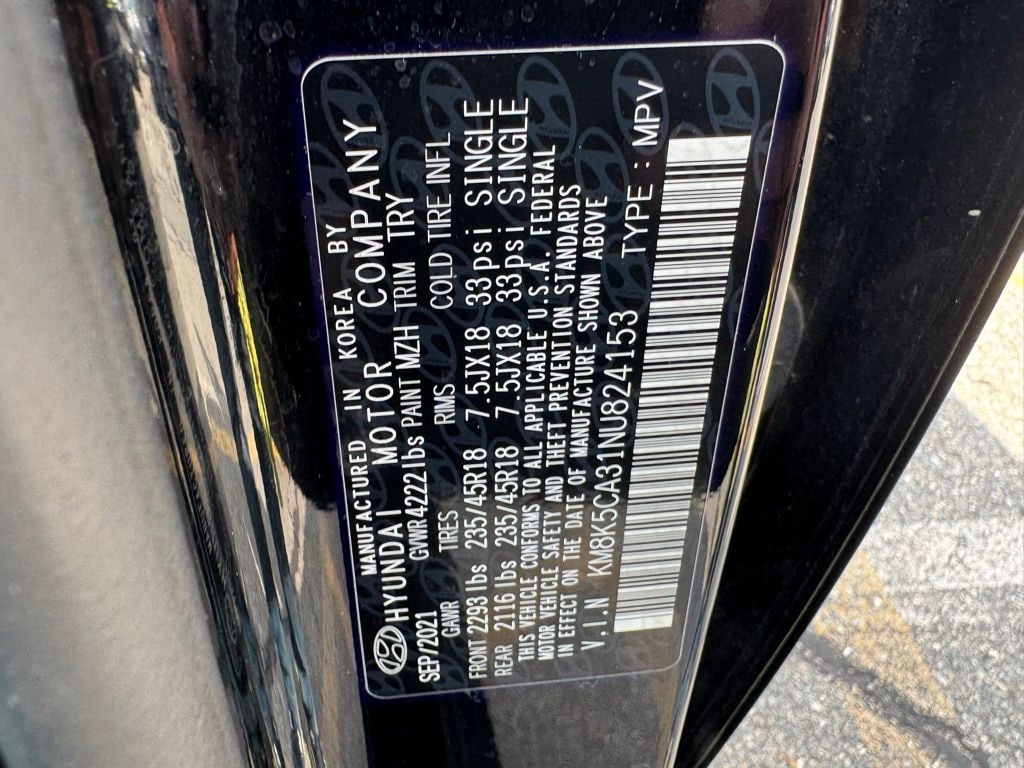 MANUFACTURED IN KOREA BY
HYUNDAI MOTOR COMPANY
SEP/2021 GVWR 4222 lbs PAINT MZH TRIM TRY
GAWR TIRES RIMS COLD TIRE INFL
FRONT 2293 lbs 235/45R18 7.5JX18 33psi SINGLE
REAR 2116 lbs 235/45R18 7.5JX18 33psi SINGLE
THIS VEHICLE CONFORMS TO ALL APPLICABLE U.S.A. FEDERAL
MOTOR VEHICLE SAFETY AND THEFT PREVENTION STANDARDS
IN EFFECT ON THE DATE OF MANUFACTURE SHOWN ABOVE
V.I.N KM8K5CA31NU824153 TYPE : MPV